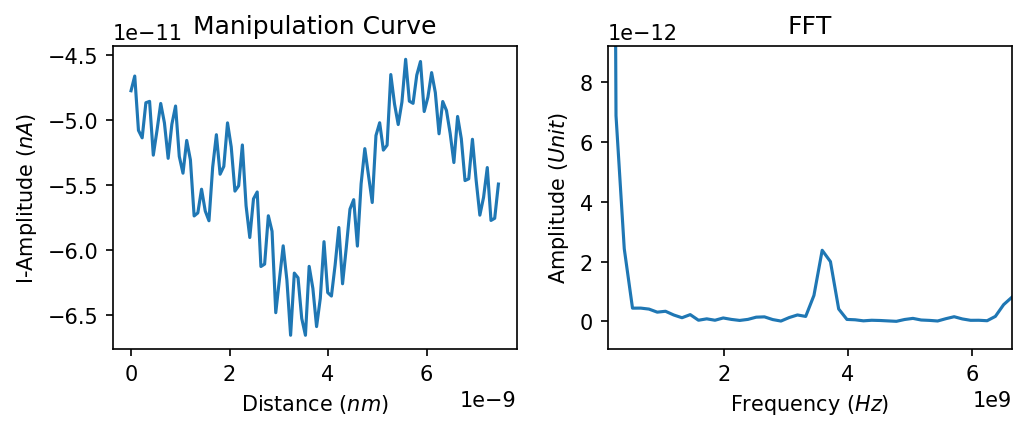 Manipulation Curve
1e−11
−4.5
−5.0
−5.5
−6.0
−6.5
I-Amplitude (nA)
0 2 4 6
1e−9
Distance (nm)
FFT
1e−12
8
6
4
2
0
Amplitude (Unit)
2 4 6
1e9
Frequency (Hz)